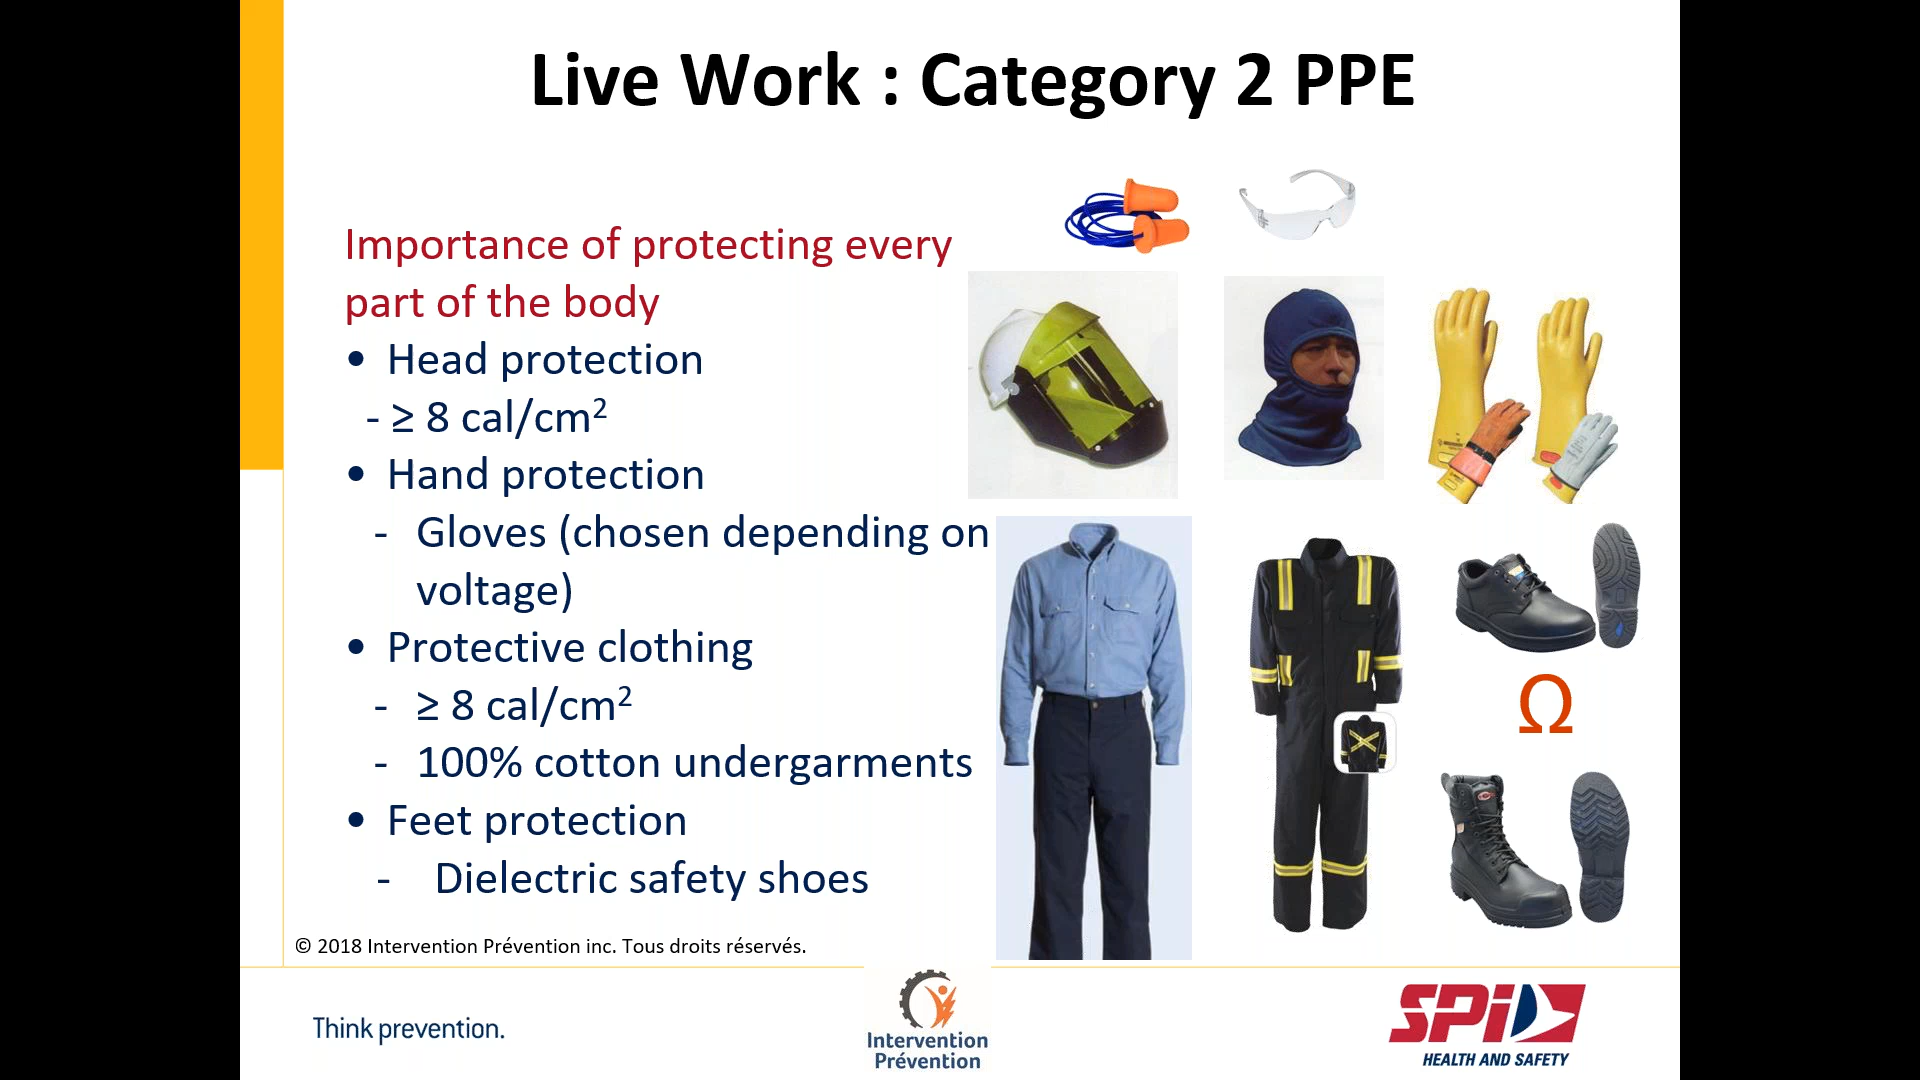 Live Work : Category 2 PPE
Importance of protecting every
part of the body
• Head protection
- ≥ 8 cal/cm²
• Hand protection
- Gloves (chosen depending on
voltage)
• Protective clothing
- ≥ 8 cal/cm²
- 100% cotton undergarments
• Feet protection
- Dielectric safety shoes
Ω
© 2018 Intervention Prévention inc. Tous droits réservés.
Think prevention.
Intervention
Prévention
SPi
HEALTH AND SAFETY